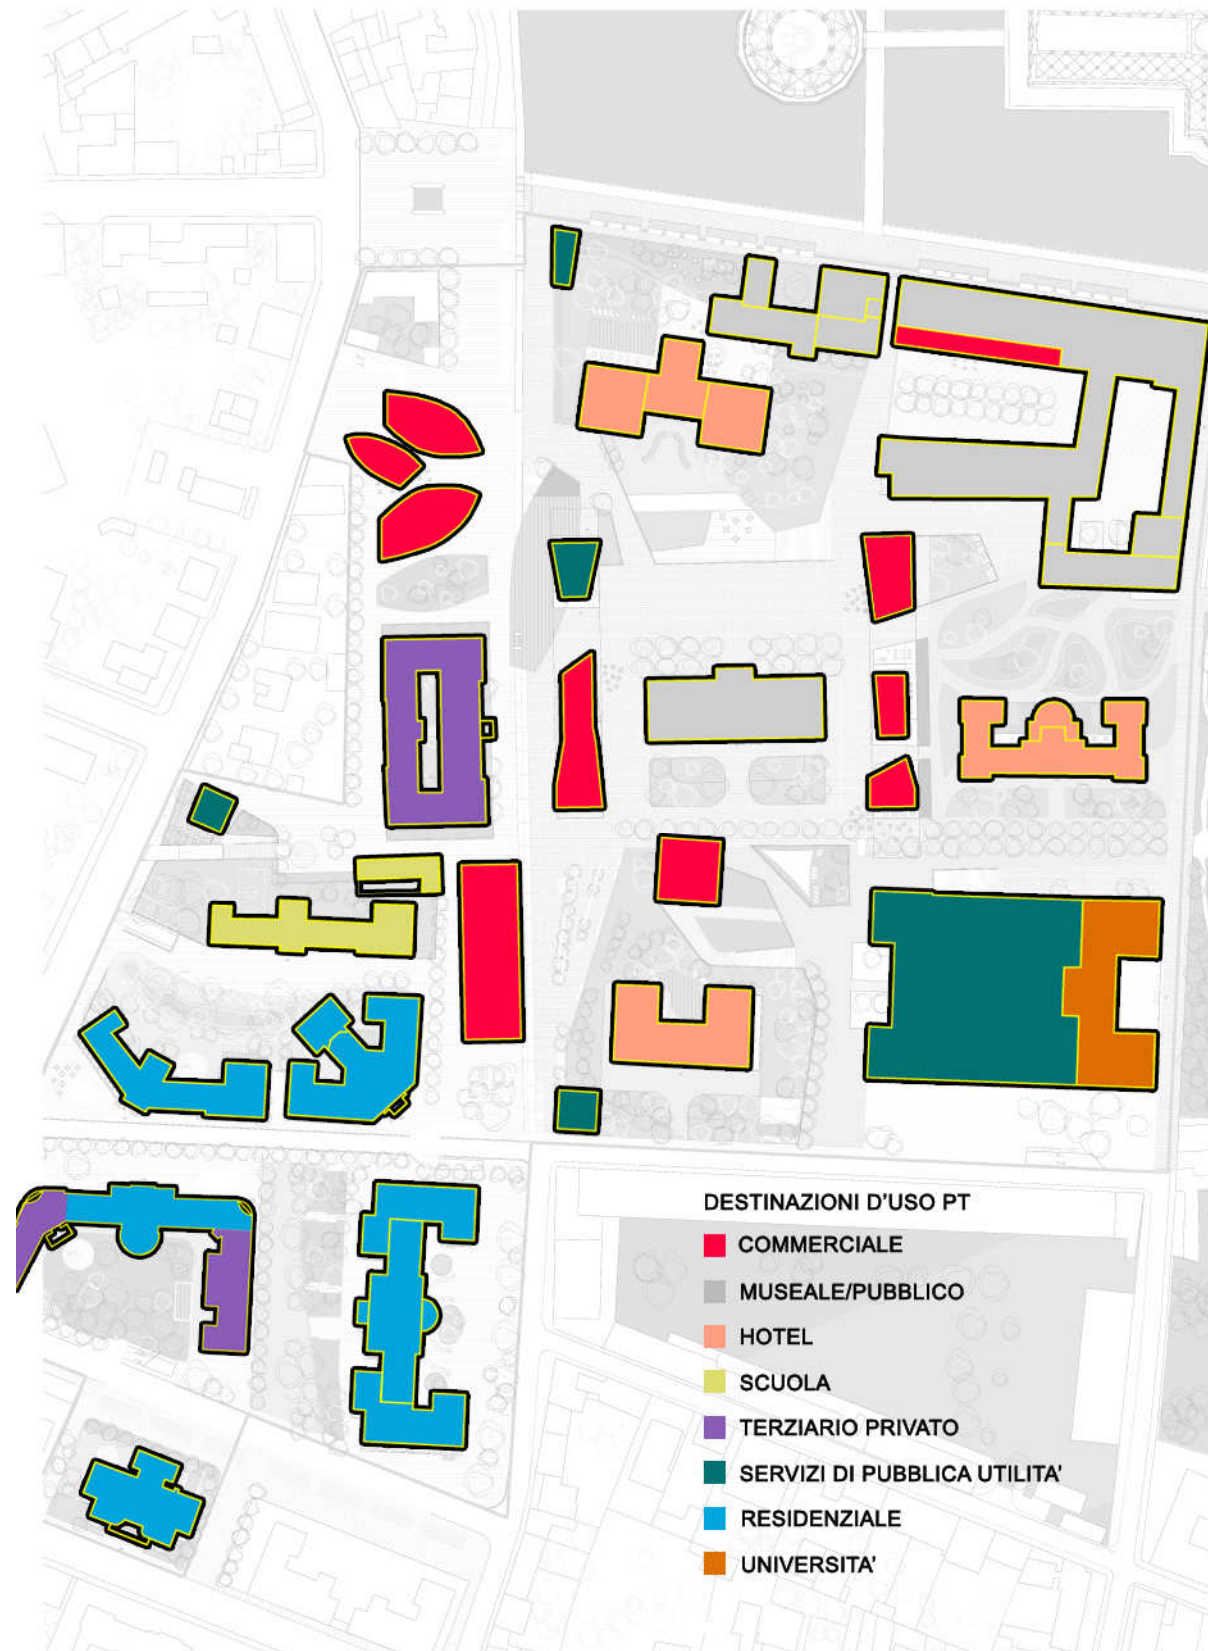 DESTINAZIONI D'USO PT
COMMERCIALE
MUSEALE/PUBBLICO
HOTEL
SCUOLA
TERZIARIO PRIVATO
SERVIZI DI PUBBLICA UTILITA'
RESIDENZIALE
UNIVERSITA'